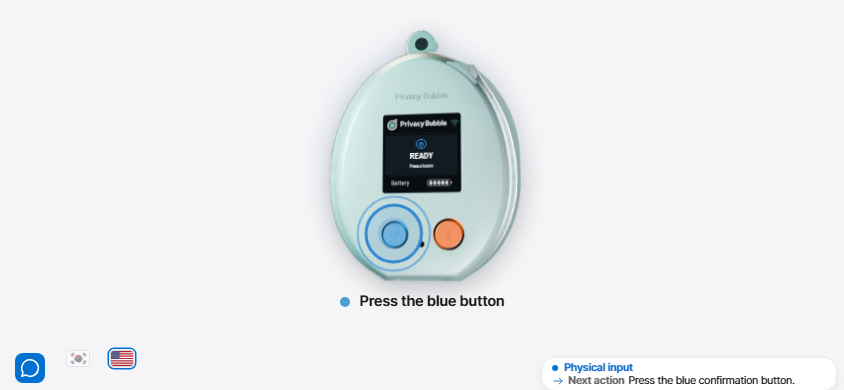 Privacy Bubble
Privacy Bubble
READY
Press a button
Battery
Press the blue button
Physical input
Next action Press the blue confirmation button.